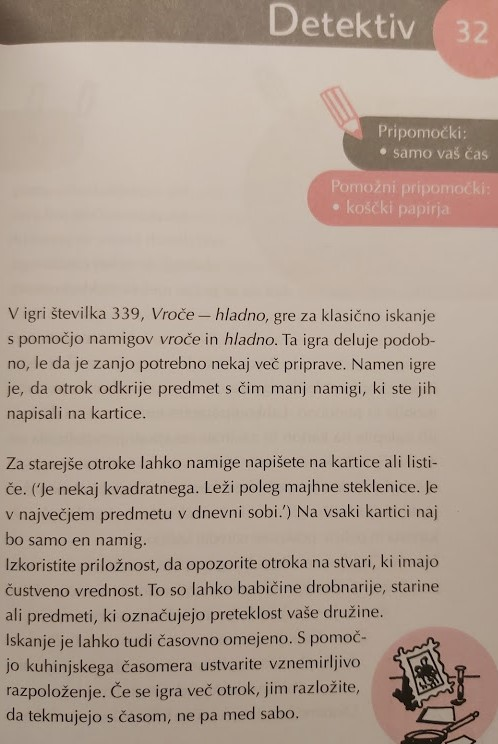 Detektiv 32
Pripomočki:
• samo vaš čas
Pomožni pripomočki:
• koščki papirja
V igri številka 339, Vroče — hladno, gre za klasično iskanje
s pomočjo namigov vroče in hladno. Ta igra deluje podob-
no, le da je zanjo potrebno nekaj več priprave. Namen igre
je, da otrok odkrije predmet s čim manj namigi, ki ste jih
napisali na kartice.
Za starejše otroke lahko namige napišete na kartice ali listi-
če. (‘Je nekaj kvadratnega. Leži poleg majhne steklenice. Je
v največjem predmetu v dnevni sobi.’) Na vsaki kartici naj
bo samo en namig.
Izkoristite priložnost, da opozorite otroka na stvari, ki imajo
čustveno vrednost. To so lahko babičine drobnarije, starine
ali predmeti, ki označujejo preteklost vaše družine.
Iskanje je lahko tudi časovno omejeno. S pomoč-
jo kuhinjskega časomera ustvarite vznemirljivo
razpoloženje. Če se igra več otrok, jim razložite,
da tekmujejo s časom, ne pa med sabo.